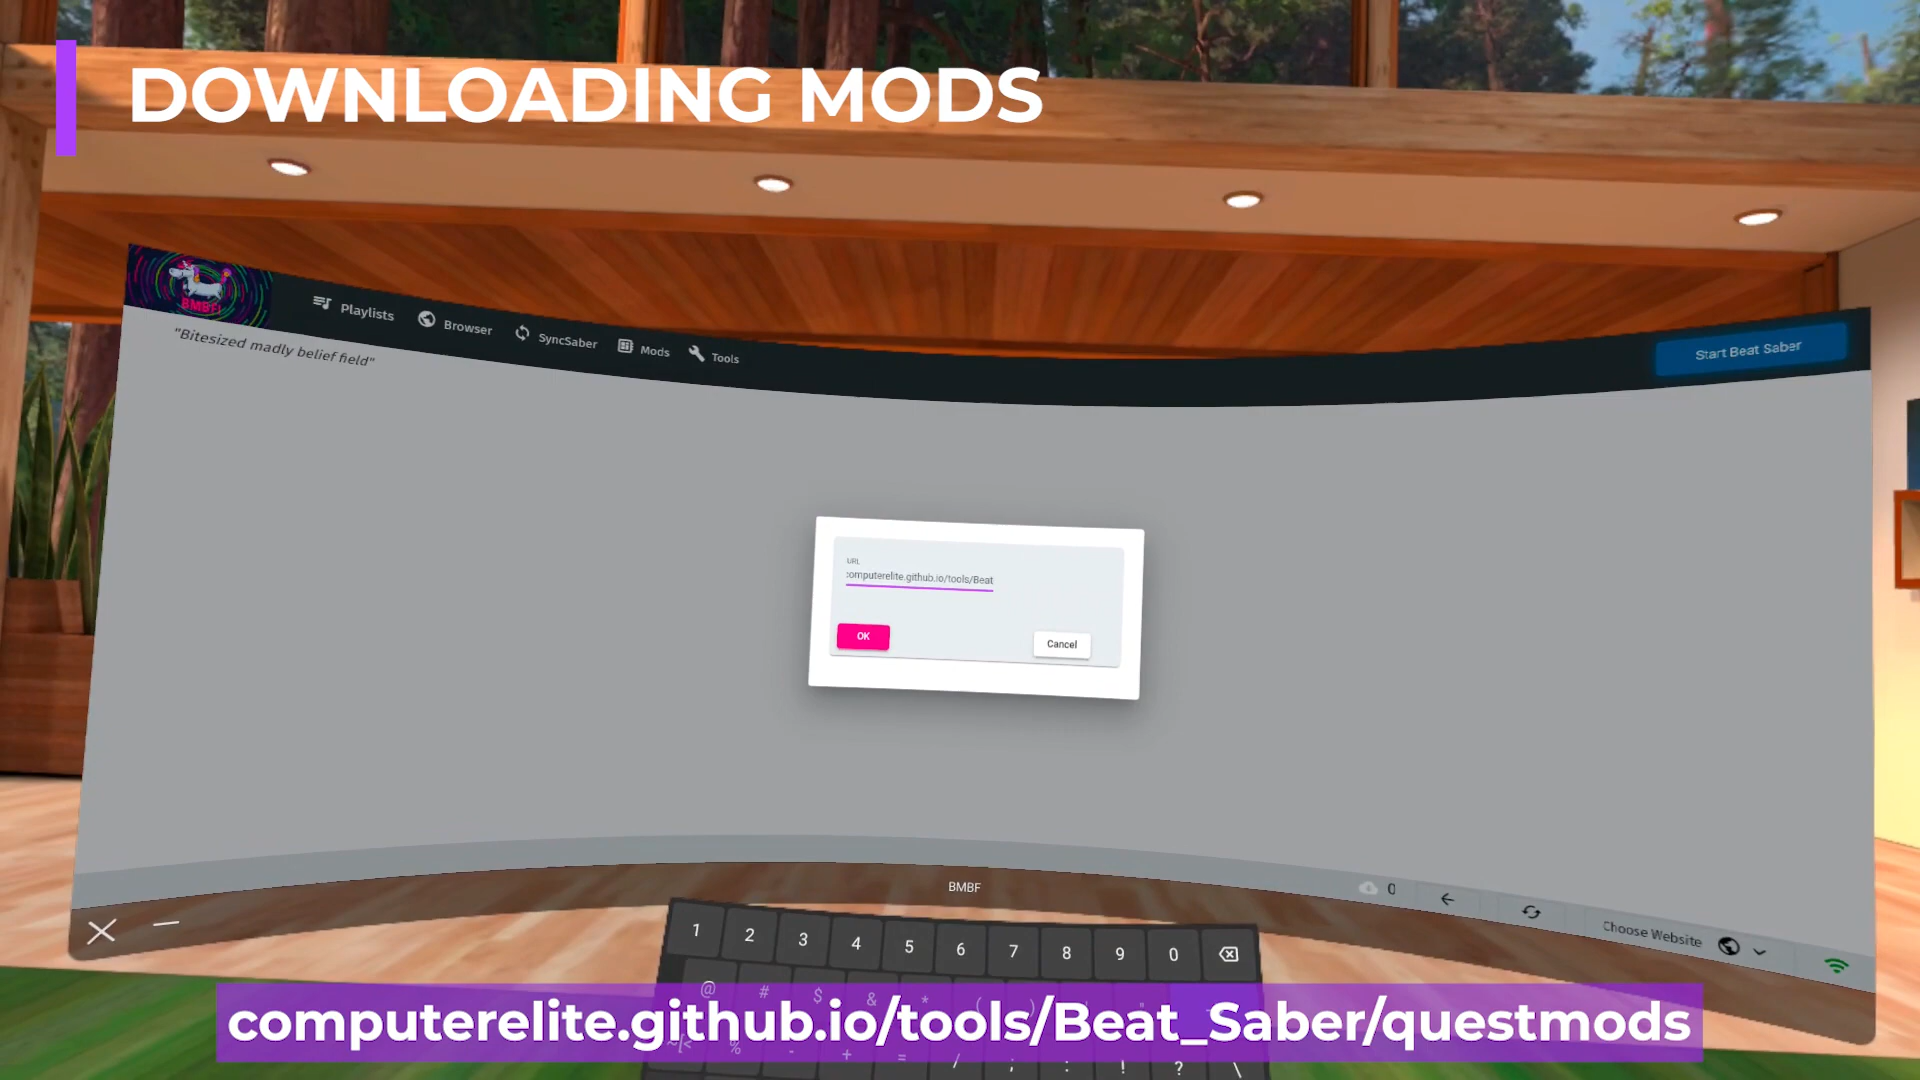 DOWNLOADING MODS
BMBF!
Playlists
Browser
SyncSaber
Mods
Tools
Start Beat Saber
"Bitesized madly belief field"
URL
computerelite.github.io/tools/Beat
OK
Cancel
BMBF
0
Choose Website
1 2 3 4 5 6 7 8 9 0
@ # $ & * ( ) ' "
computerelite.github.io/tools/Beat_Saber/questmods
% - + = / ; : ! ? \